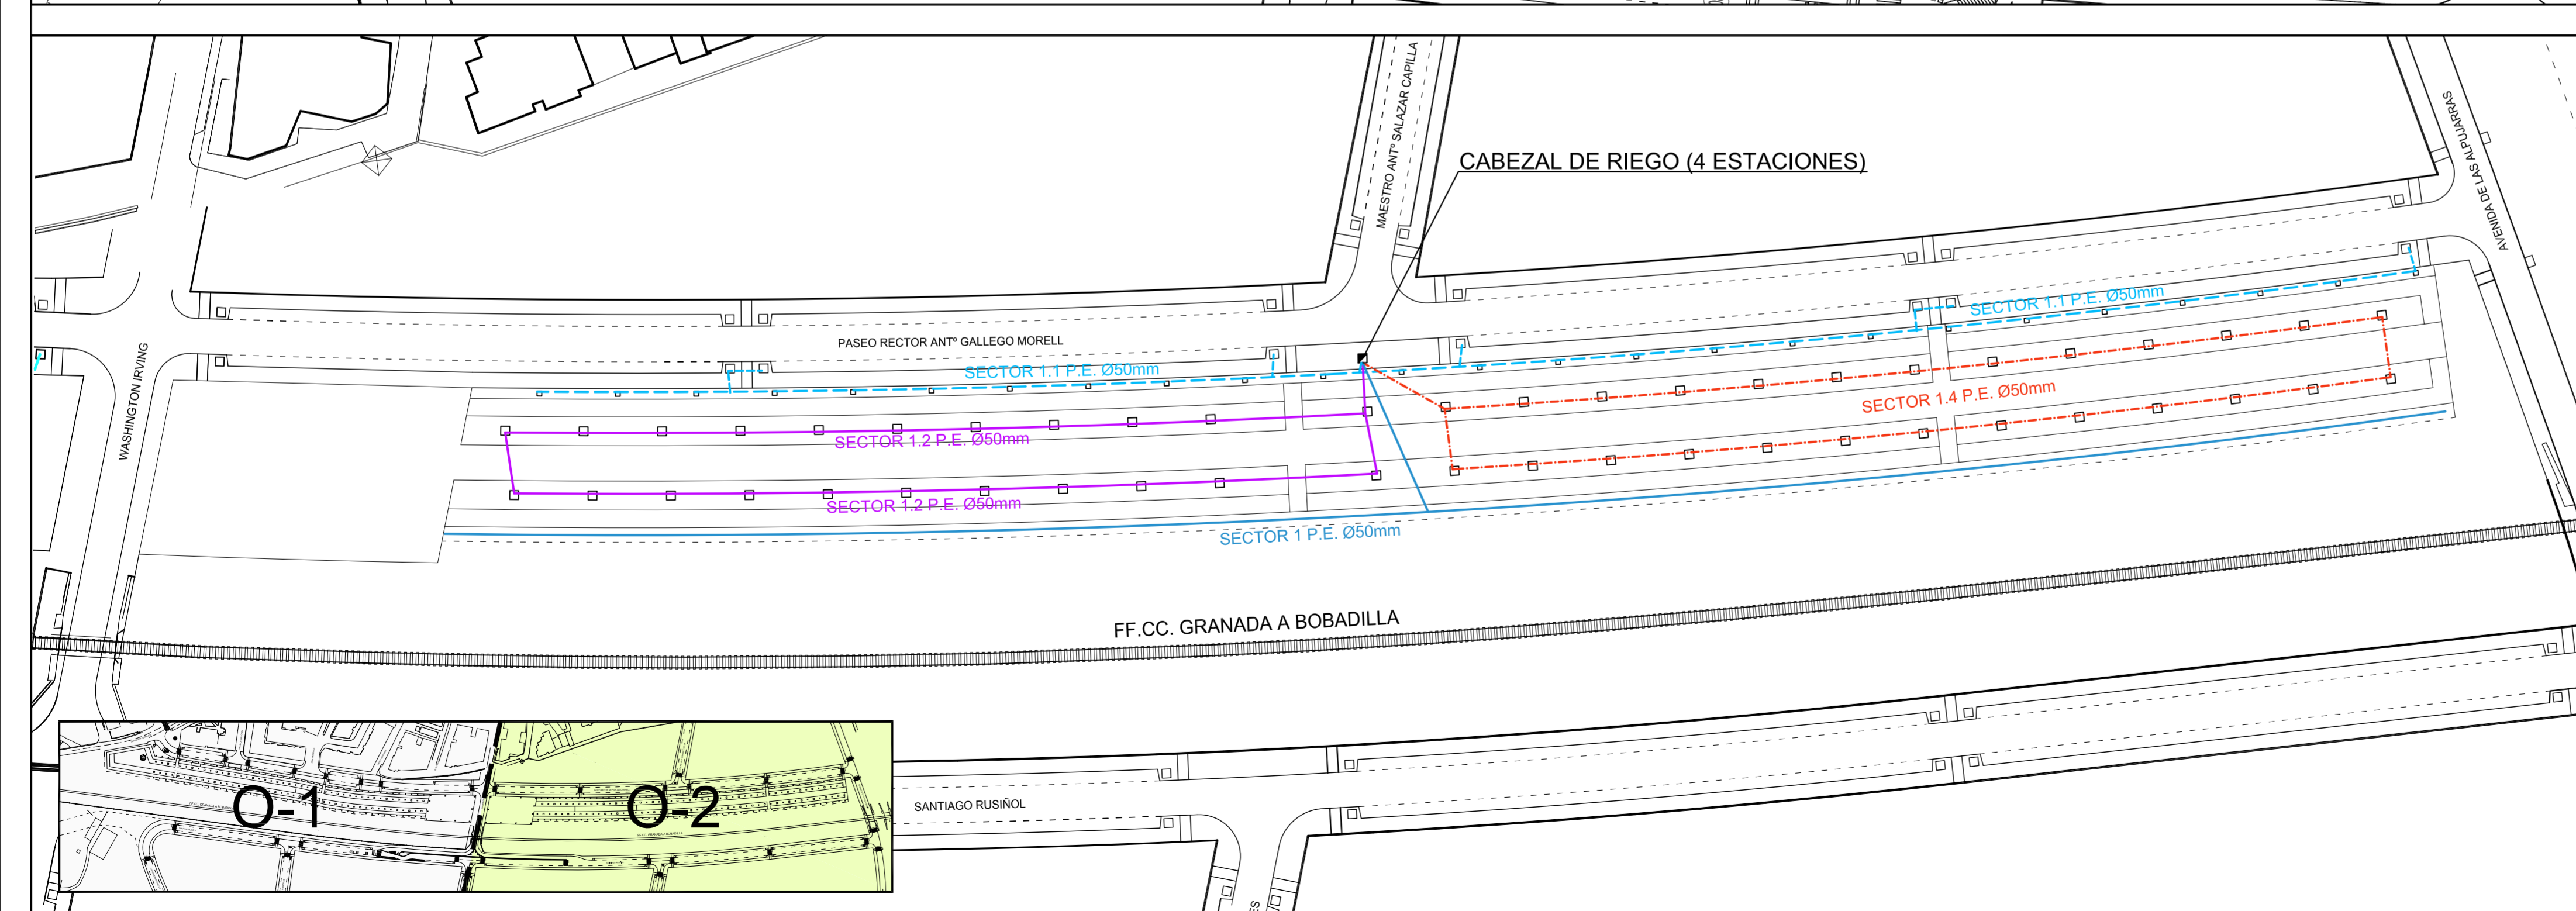 MAESTRO ANTº SALAZAR CAPILLA
CABEZAL DE RIEGO (4 ESTACIONES)
AVENIDA DE LAS ALPUJARRAS
SECTOR 1.1 P.E. Ø50mm
PASEO RECTOR ANTº GALLEGO MORELL
SECTOR 1.1 P.E. Ø50mm
WASHINGTON IRVING
SECTOR 1.4 P.E. Ø50mm
SECTOR 1.2 P.E. Ø50mm
SECTOR 1.2 P.E. Ø50mm
SECTOR 1 P.E. Ø50mm
FF.CC. GRANADA A BOBADILLA
O-1
O-2
SANTIAGO RUSIÑOL